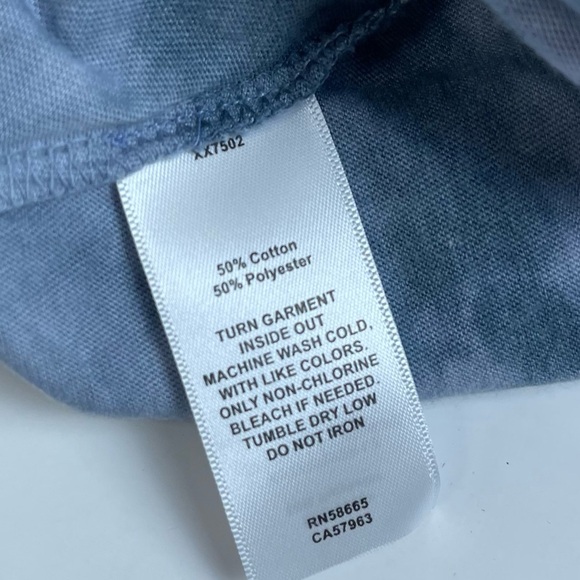 XX7502
50% Cotton
50% Polyester
TURN GARMENT
INSIDE OUT
MACHINE WASH COLD,
WITH LIKE COLORS.
ONLY NON-CHLORINE
BLEACH IF NEEDED.
TUMBLE DRY LOW
DO NOT IRON
RN58665
CA57963